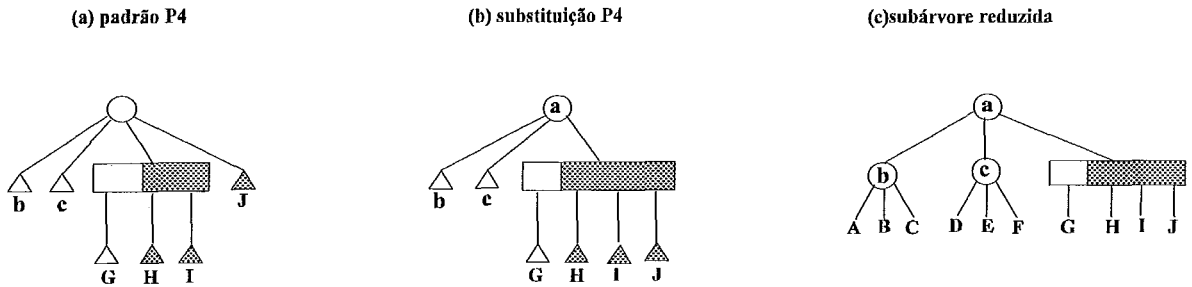 (a) padrão P4
(b) substituição P4
(c)subárvore reduzida
a
a
b
c
J
b
c
b
c
A B C
D E F
G H I J
G H I
G H I J